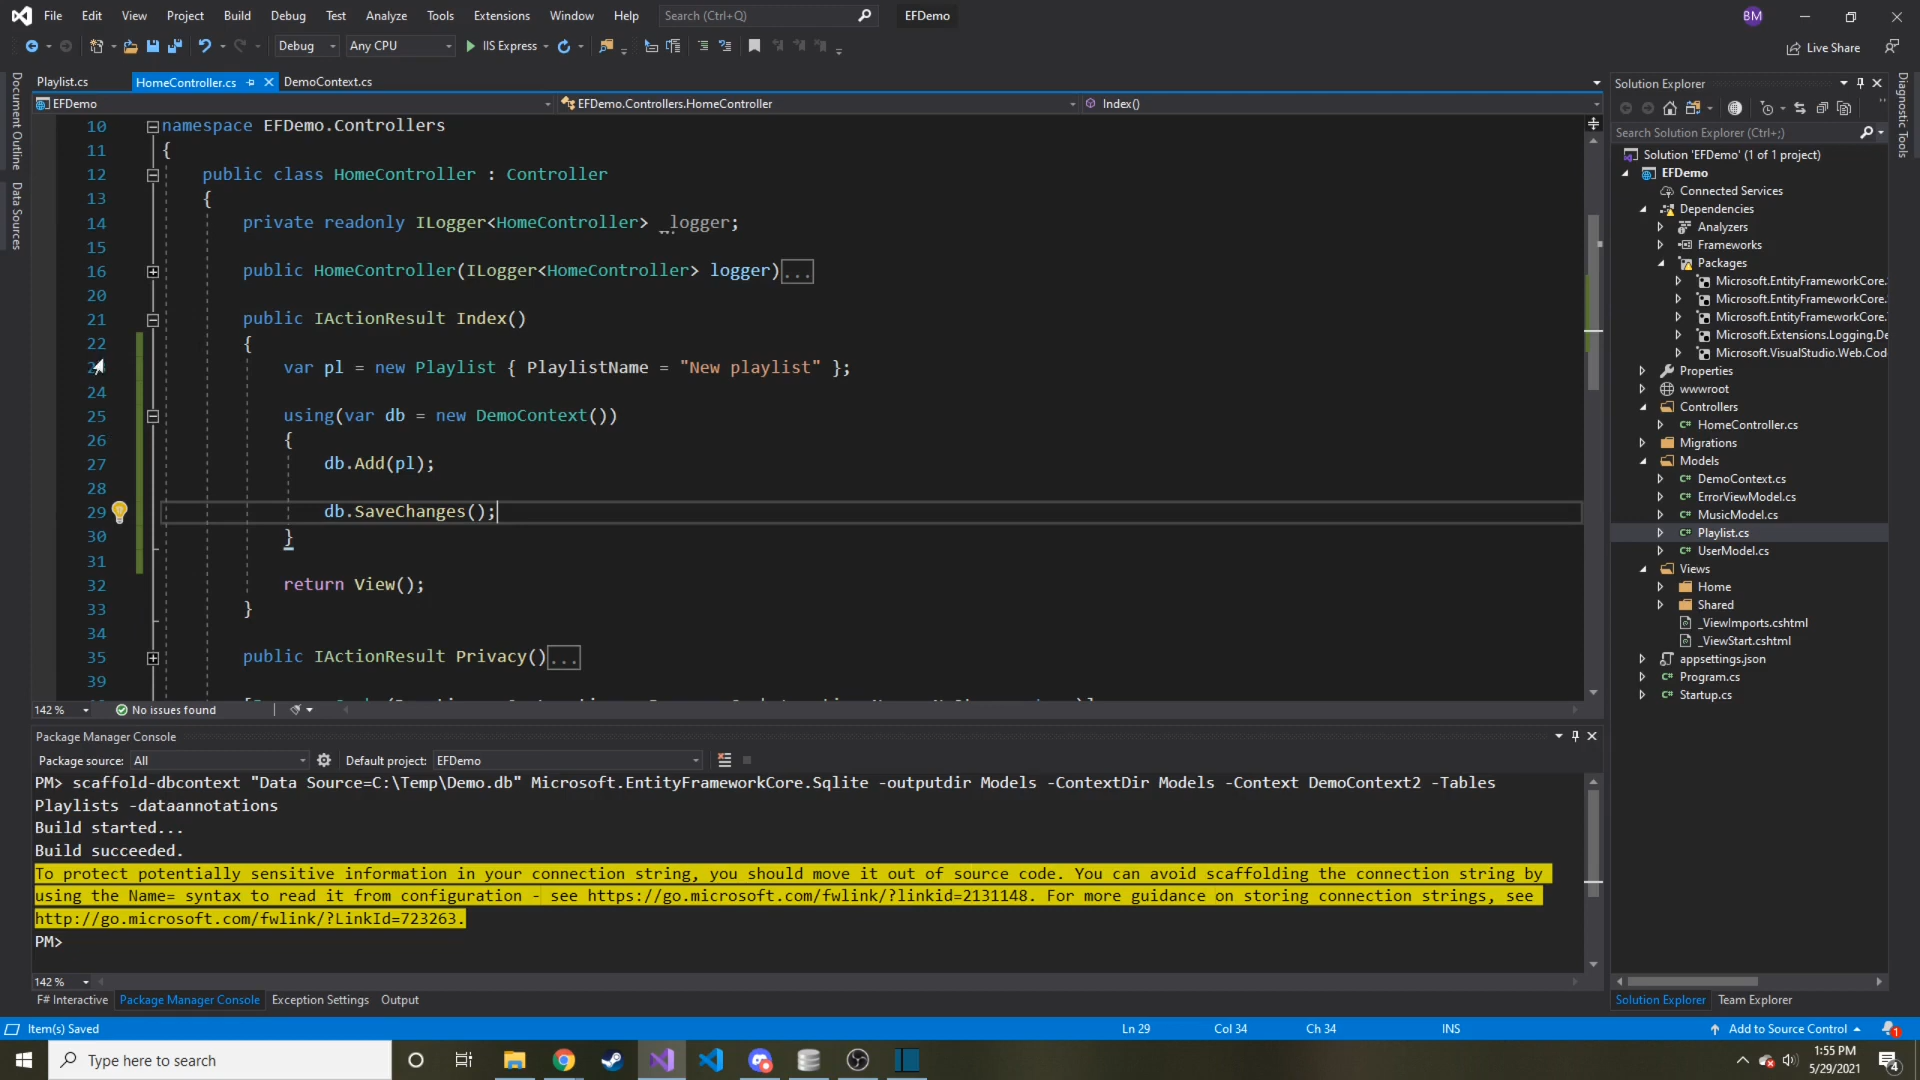 File Edit View Project Build Debug Test Analyze Tools Extensions Window Help Search (Ctrl+Q) EFDemo BM
Debug Any CPU IIS Express Live Share
Playlist.cs HomeController.cs DemoContext.cs
EFDemo EFDemo.Controllers.HomeController Index()
Document Outline
Data Sources
10 namespace EFDemo.Controllers
11 {
12 public class HomeController : Controller
13 {
14 private readonly ILogger<HomeController> _logger;
15
16 public HomeController(ILogger<HomeController> logger)...
20
21 public IActionResult Index()
22 {
var pl = new Playlist { PlaylistName = "New playlist" };
24
25 using(var db = new DemoContext())
26 {
27 db.Add(pl);
28
29 db.SaveChanges();
30 }
31
32 return View();
33 }
34
35 public IActionResult Privacy()...
39
142 % No issues found
Package Manager Console
Package source: All Default project: EFDemo
PM> scaffold-dbcontext "Data Source=C:\Temp\Demo.db" Microsoft.EntityFrameworkCore.Sqlite -outputdir Models -ContextDir Models -Context DemoContext2 -Tables
Playlists -dataannotations
Build started...
Build succeeded.
To protect potentially sensitive information in your connection string, you should move it out of source code. You can avoid scaffolding the connection string by
using the Name= syntax to read it from configuration - see https://go.microsoft.com/fwlink/?linkid=2131148. For more guidance on storing connection strings, see
http://go.microsoft.com/fwlink/?LinkId=723263.
PM>
142 %
F# Interactive Package Manager Console Exception Settings Output
Solution Explorer
Search Solution Explorer (Ctrl+;)
Solution 'EFDemo' (1 of 1 project)
EFDemo
Connected Services
Dependencies
Analyzers
Frameworks
Packages
Microsoft.EntityFrameworkCore.
Microsoft.EntityFrameworkCore.
Microsoft.EntityFrameworkCore.
Microsoft.Extensions.Logging.De
Microsoft.VisualStudio.Web.Cod
Properties
wwwroot
Controllers
HomeController.cs
Migrations
Models
DemoContext.cs
ErrorViewModel.cs
MusicModel.cs
Playlist.cs
UserModel.cs
Views
Home
Shared
_ViewImports.cshtml
_ViewStart.cshtml
appsettings.json
Program.cs
Startup.cs
Solution Explorer Team Explorer
Diagnostic Tools
Item(s) Saved Ln 29 Col 34 Ch 34 INS Add to Source Control 1
Type here to search
1:55 PM
5/29/2021
4